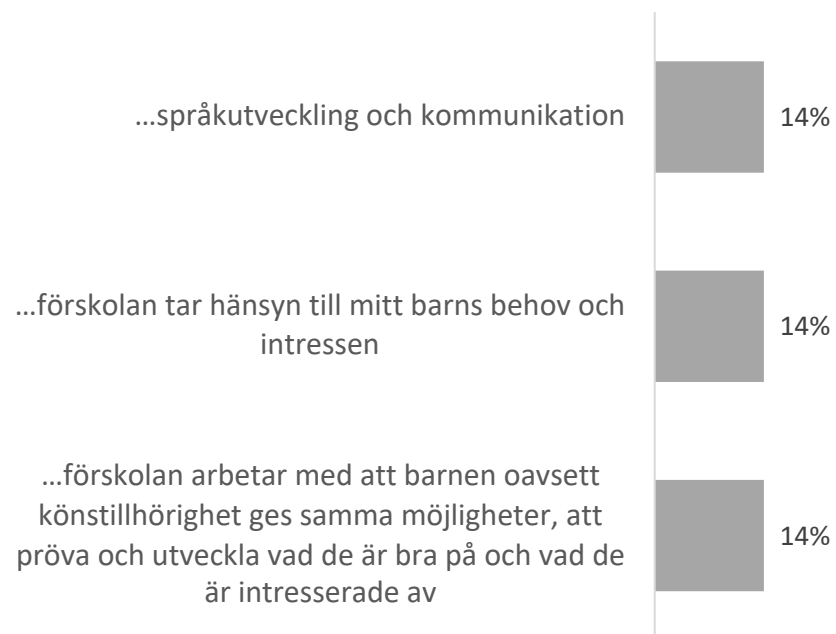 ...språkutveckling och kommunikation
14%
...förskolan tar hänsyn till mitt barns behov och
intressen
14%
...förskolan arbetar med att barnen oavsett
könstillhörighet ges samma möjligheter, att
pröva och utveckla vad de är bra på och vad de
är intresserade av
14%